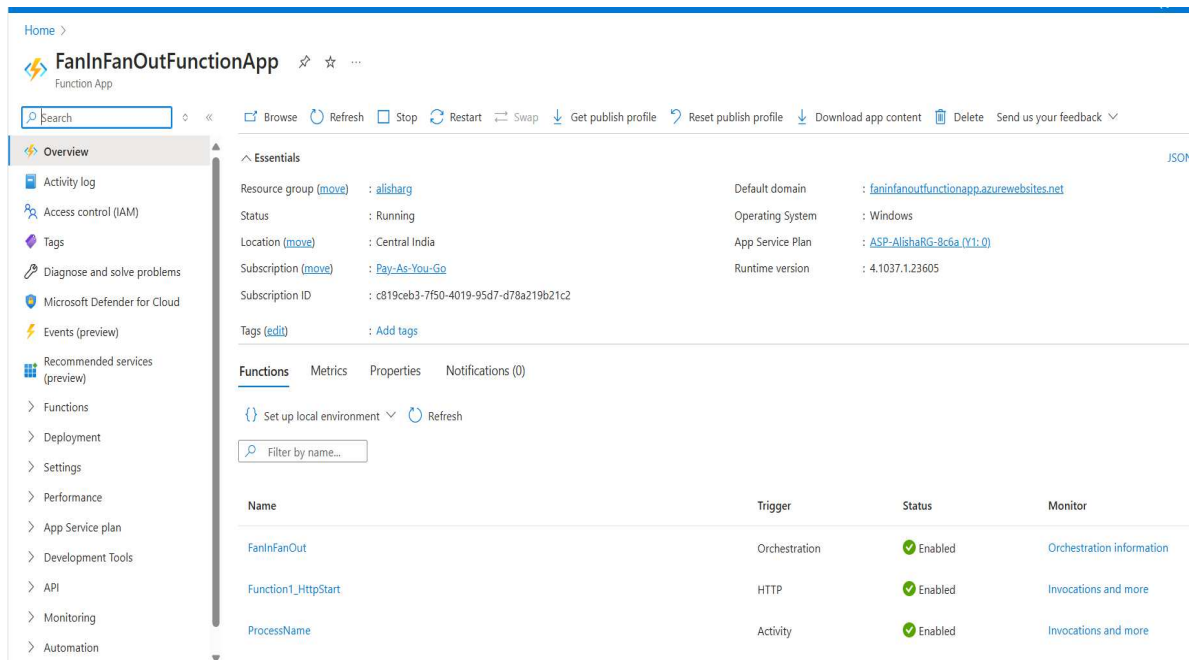 Home >
FanInFanOutFunctionApp
Function App
Search
Browse Refresh Stop Restart Swap Get publish profile Reset publish profile Download app content Delete Send us your feedback
Overview
Activity log
Access control (IAM)
Tags
Diagnose and solve problems
Microsoft Defender for Cloud
Events (preview)
Recommended services
(preview)
Functions
Deployment
Settings
Performance
App Service plan
Development Tools
API
Monitoring
Automation
Essentials
JSON
Resource group (move) : alisharg
Status : Running
Location (move) : Central India
Subscription (move) : Pay-As-You-Go
Subscription ID : c819ceb3-7f50-4019-95d7-d78a219b21c2
Tags (edit) : Add tags
Default domain : faninfanoutfunctionapp.azurewebsites.net
Operating System : Windows
App Service Plan : ASP-AlishaRG-8c6a (Y1: 0)
Runtime version : 4.1037.1.23605
Functions Metrics Properties Notifications (0)
{} Set up local environment Refresh
Filter by name...
Name Trigger Status Monitor
FanInFanOut Orchestration Enabled Orchestration information
Function1_HttpStart HTTP Enabled Invocations and more
ProcessName Activity Enabled Invocations and more